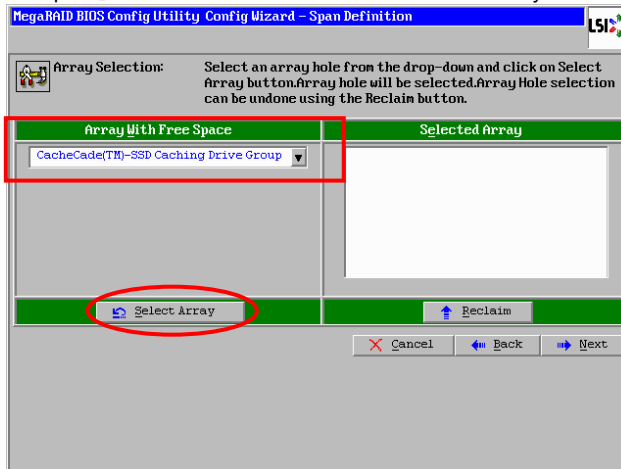 MegaRAID BIOS Config Utility Config Wizard - Span Definition
LSI
Array Selection:
Select an array hole from the drop-down and click on Select
Array button.Array hole will be selected.Array Hole selection
can be undone using the Reclaim button.
Array With Free Space
Selected Array
CacheCade(TM)-SSD Caching Drive Group
Select Array
Reclaim
Cancel
Back
Next